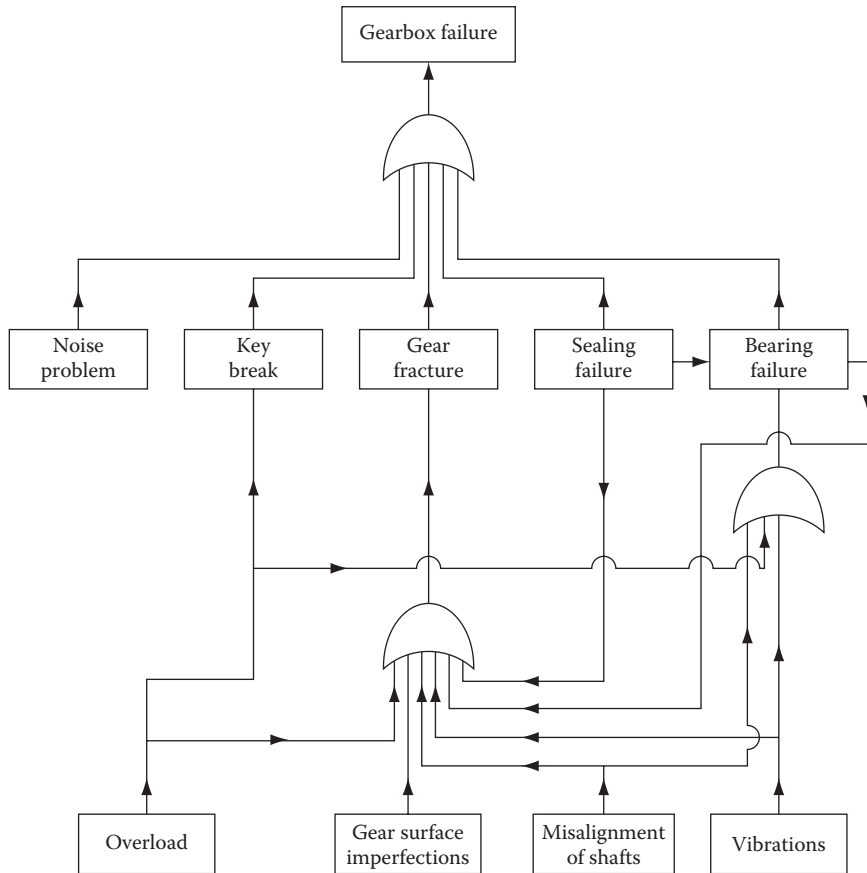 Gearbox failure
Noise
problem
Key
break
Gear
fracture
Sealing
failure
Bearing
failure
Overload
Gear surface
imperfections
Misalignment
of shafts
Vibrations